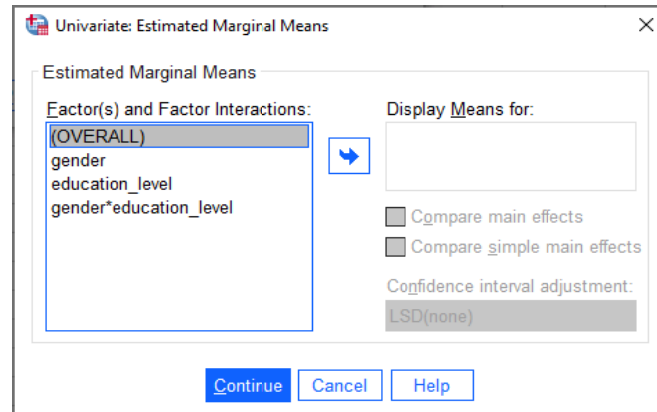 Univariate: Estimated Marginal Means
Estimated Marginal Means
Factor(s) and Factor Interactions:
(OVERALL)
gender
education_level
gender*education_level
Display Means for:
Compare main effects
Compare simple main effects
Confidence interval adjustment:
LSD(none)
Continue
Cancel
Help